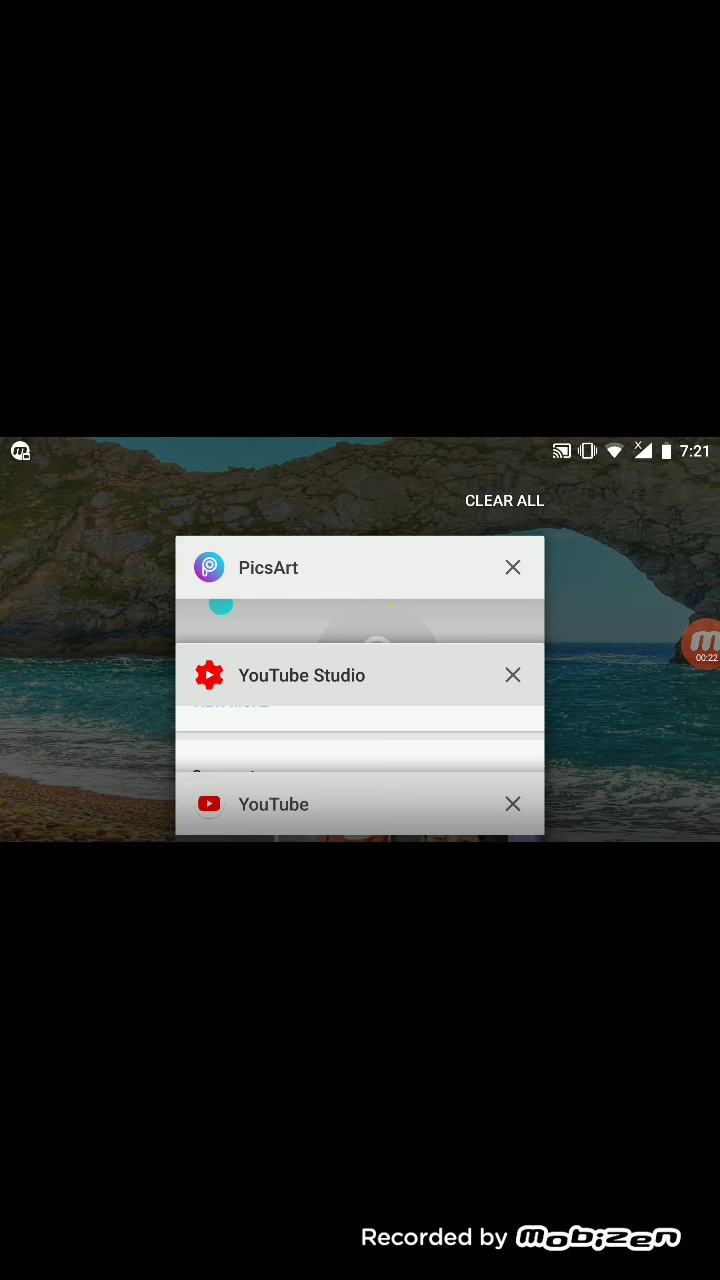 7:21
CLEAR ALL
PicsArt
00:22
YouTube Studio
YouTube
Recorded by mobizen